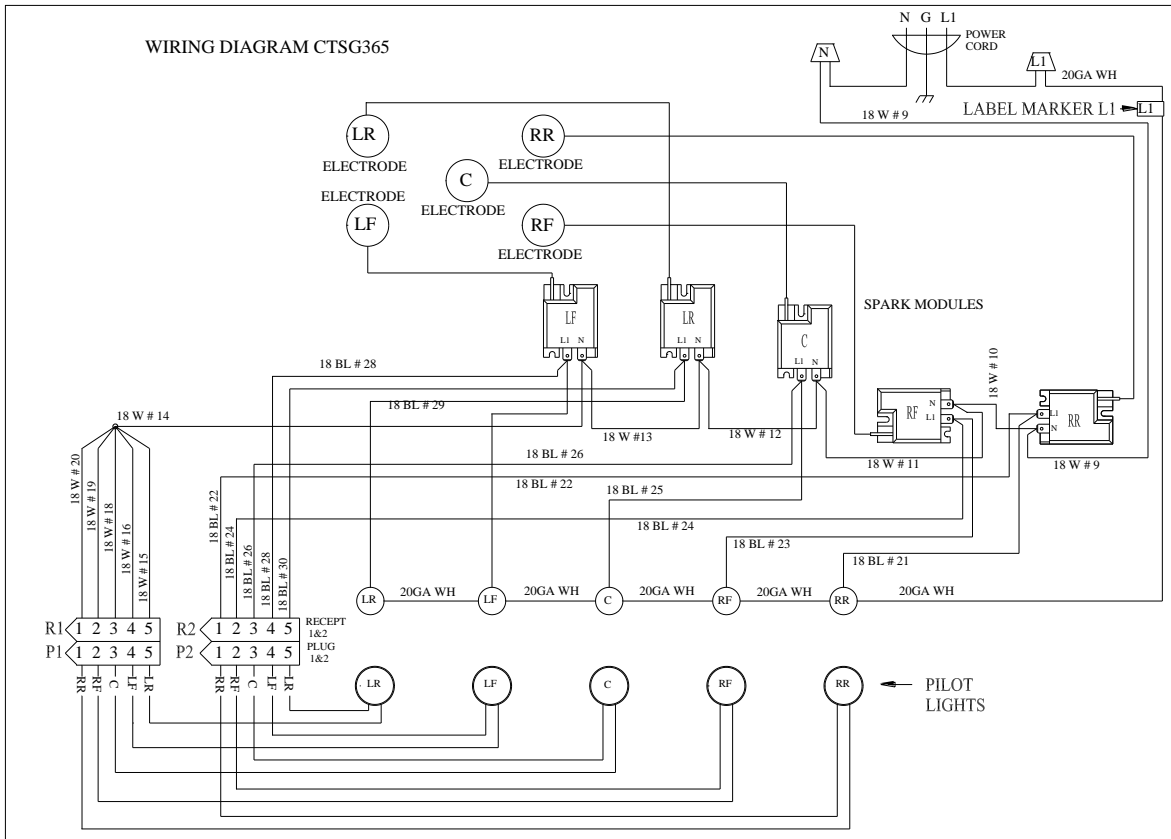 WIRING DIAGRAM CTSG365
N G L1
POWER
CORD
N
L1
20GA WH
LABEL MARKER L1
L1
18 W # 9
LR
ELECTRODE
RR
ELECTRODE
C
ELECTRODE
ELECTRODE
LF
RF
ELECTRODE
SPARK MODULES
LF
L1 N
LR
L1 N
C
L1 N
RF
N
L1
RR
L1
N
18 W # 10
18 BL # 28
18 BL # 29
18 W # 14
18 W #13
18 W # 12
18 W # 11
18 W # 9
18 BL # 26
18 BL # 22
18 BL # 25
18 BL # 24
18 BL # 23
18 BL # 21
18 W # 20
18 W # 19
18 W # 18
18 W # 16
18 W # 15
18 BL # 22
18 BL # 24
18 BL # 26
18 BL # 28
18 BL # 30
LR
20GA WH
LF
20GA WH
C
20GA WH
RF
20GA WH
RR
20GA WH
R1 1 2 3 4 5
R2 1 2 3 4 5
RECEPT
1&2
P1 1 2 3 4 5
P2 1 2 3 4 5
PLUG
1&2
RR RF C LF LR
RR RF C LF LR
LR
LF
C
RF
RR
PILOT
LIGHTS